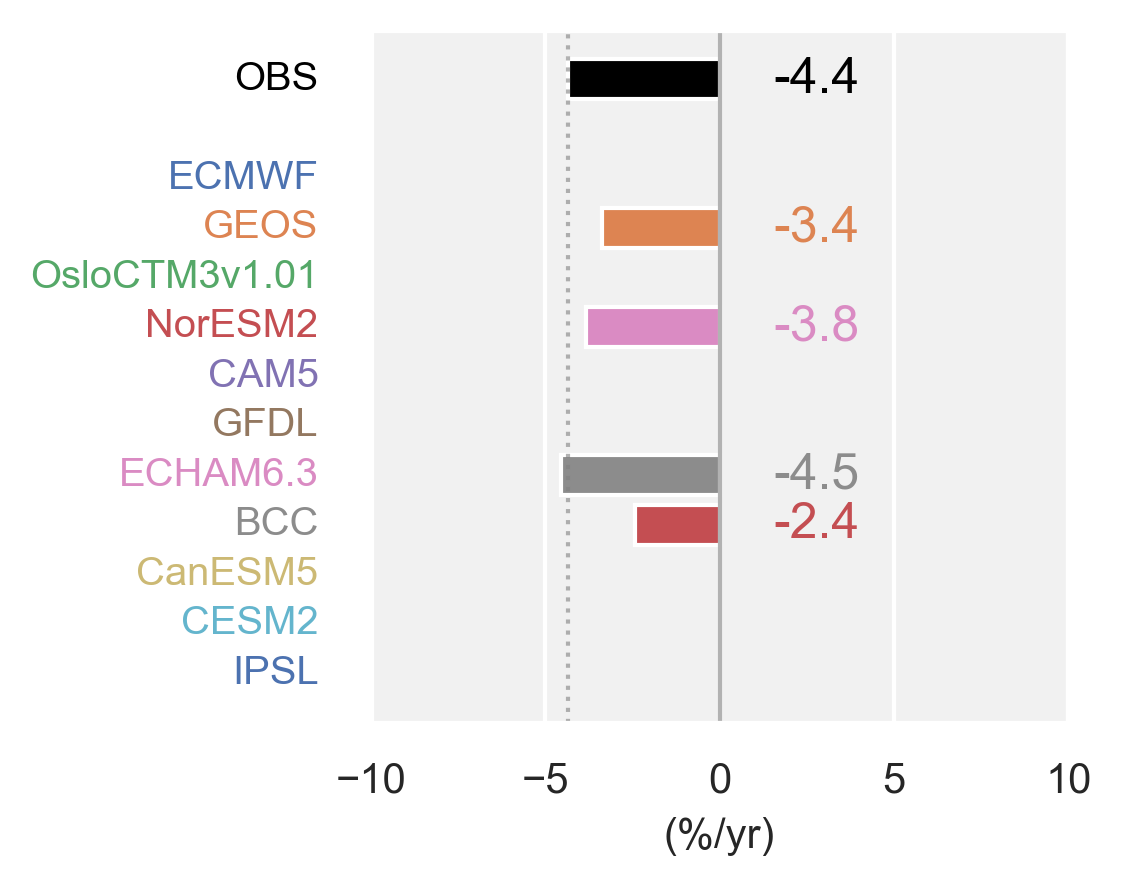 OBS -4.4
ECMWF
GEOS -3.4
OsloCTM3v1.01
NorESM2 -3.8
CAM5
GFDL
ECHAM6.3 -4.5
BCC -2.4
CanESM5
CESM2
IPSL
−10 −5 0 5 10
(%/yr)